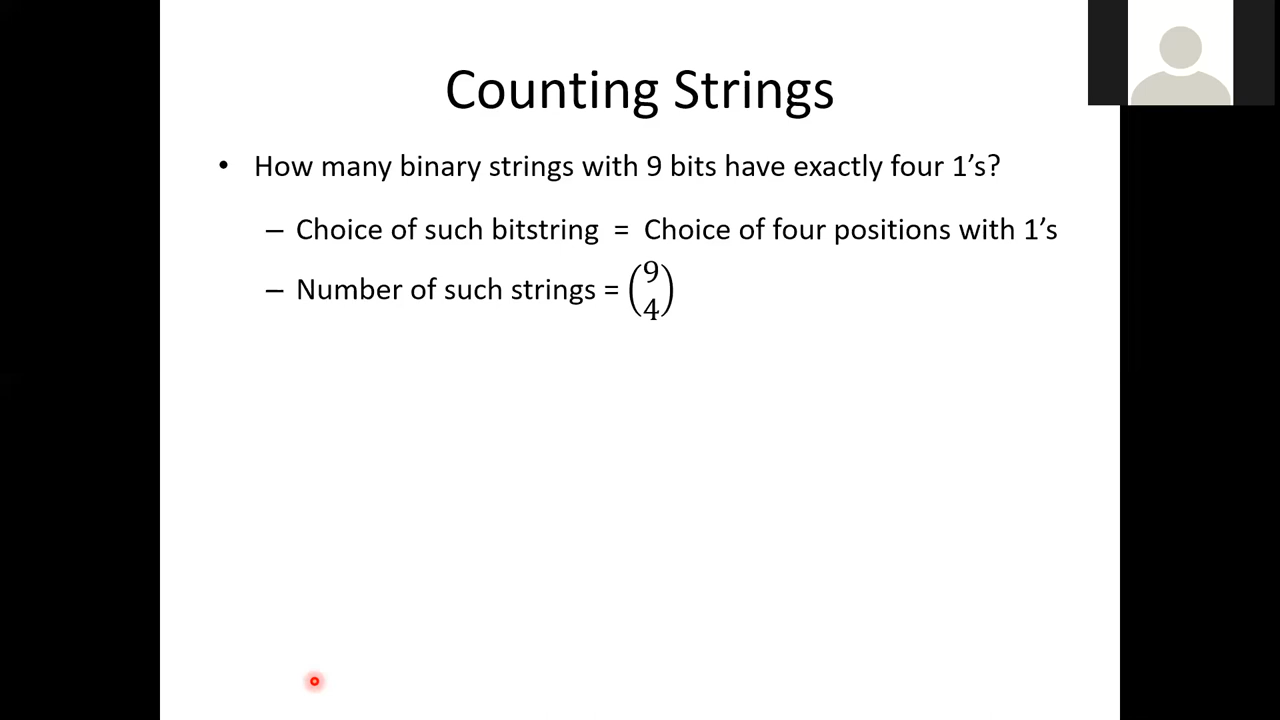 Counting Strings
• How many binary strings with 9 bits have exactly four 1’s?
– Choice of such bitstring = Choice of four positions with 1’s
– Number of such strings = (9 4)